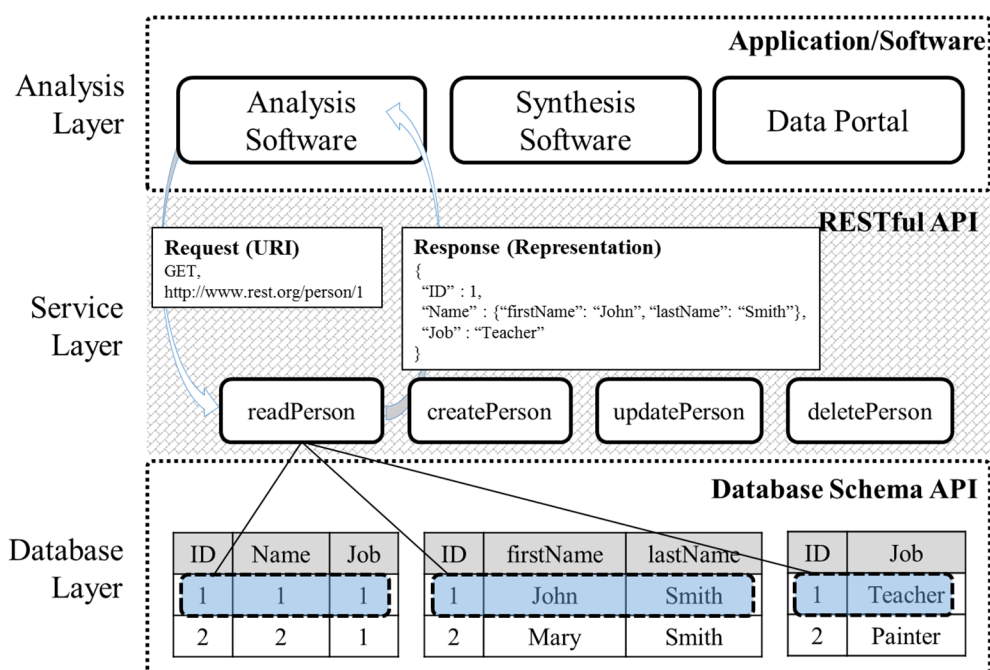 Application/Software
Analysis
Layer
Analysis
Software
Synthesis
Software
Data Portal
RESTful API
Request (URI)
GET,
http://www.rest.org/person/1
Response (Representation)
{
“ID” : 1,
“Name” : {“firstName”: “John”, “lastName”: “Smith”},
“Job” : “Teacher”
}
Service
Layer
readPerson
createPerson
updatePerson
deletePerson
Database Schema API
Database
Layer
ID Name Job
1 1 1
2 2 1
ID firstName lastName
1 John Smith
2 Mary Smith
ID Job
1 Teacher
2 Painter